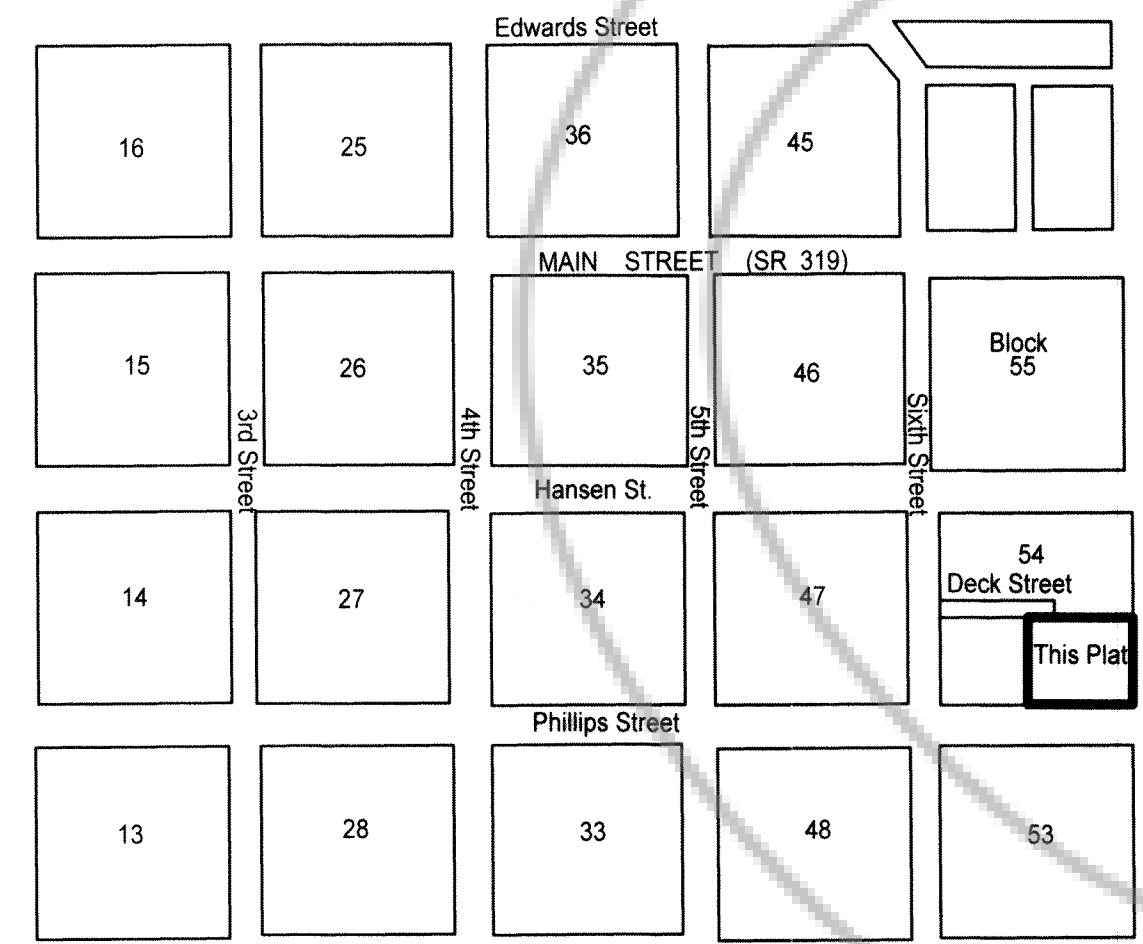 Edwards Street
16
25
36
45
MAIN STREET (SR 319)
15
26
35
46
Block
55
3rd Street
4th Street
5th Street
Sixth Street
Hansen St.
14
27
34
47
54
Deck Street
This Plat
Phillips Street
13
28
33
48
53